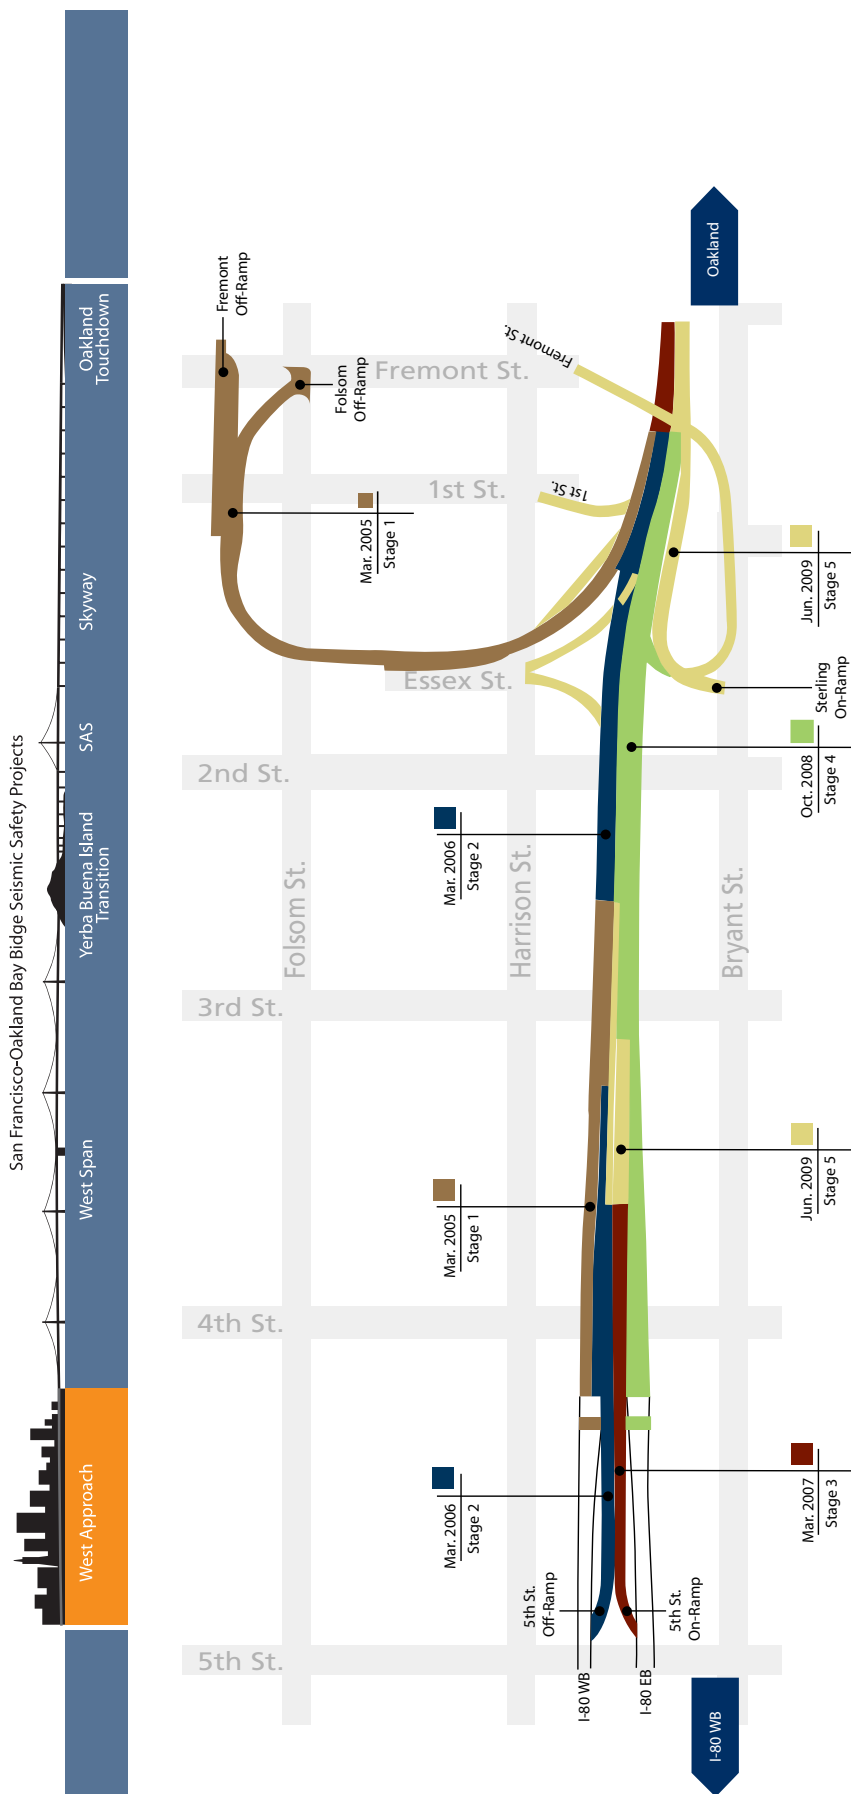 San Francisco-Oakland Bay Bidge Seismic Safety Projects
West Approach
West Span
Yerba Buena Island
Transition
SAS
Skyway
Oakland
Touchdown
Fremont
Off-Ramp
Folsom
Off-Ramp
Fremont St.
Fremont St.
1st St.
1st St.
Mar. 2005
Stage 1
Essex St.
Oakland
Jun. 2009
Stage 5
Sterling
On-Ramp
2nd St.
Oct. 2008
Stage 4
Mar. 2006
Stage 2
Folsom St.
Harrison St.
Bryant St.
3rd St.
Mar. 2005
Stage 1
Jun. 2009
Stage 5
4th St.
Mar. 2006
Stage 2
Mar. 2007
Stage 3
5th St.
Off-Ramp
5th St.
On-Ramp
5th St.
I-80 WB
I-80 EB
I-80 WB